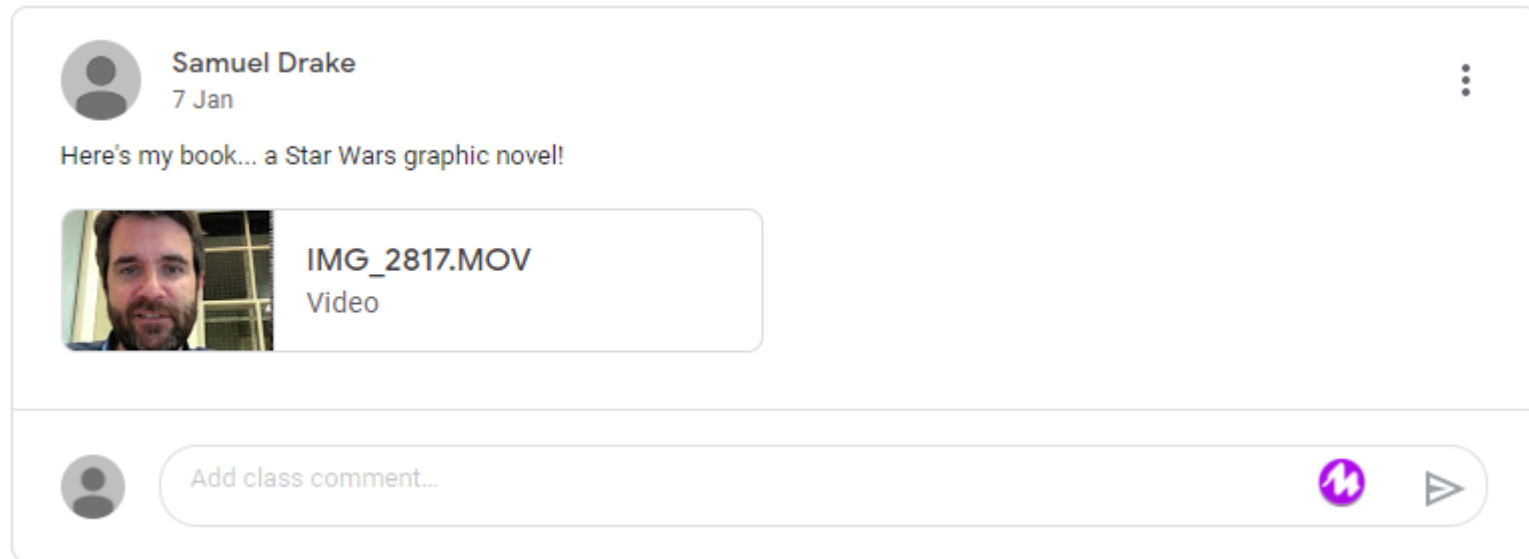 Samuel Drake
7 Jan
Here's my book... a Star Wars graphic novel!
IMG_2817.MOV
Video
Add class comment...